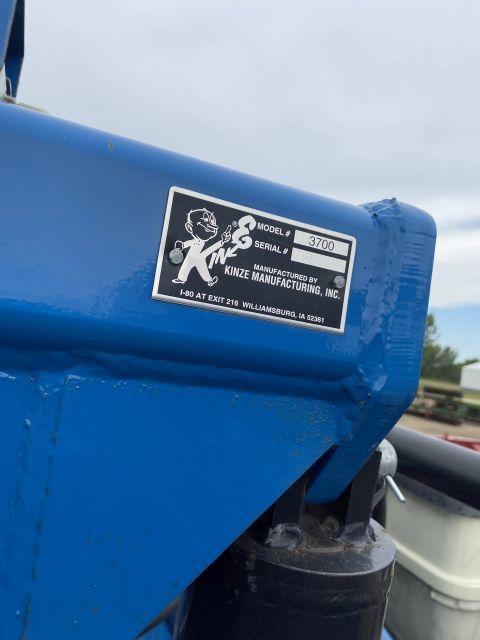 KINZE
MODEL # 3700
SERIAL #
MANUFACTURED BY
KINZE MANUFACTURING, INC.
I-80 AT EXIT 216 WILLIAMSBURG, IA 52361